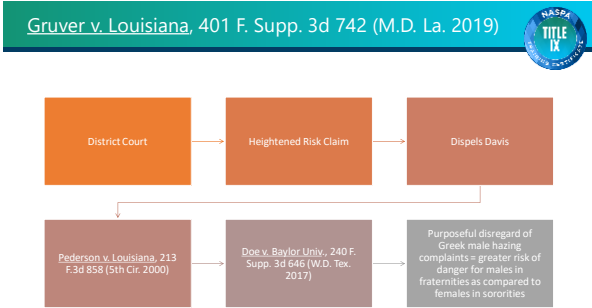 Gruver v. Louisiana, 401 F. Supp. 3d 742 (M.D. La. 2019)
NASPA
TITLE
IX
TRAINING CERTIFICATE
District Court
Heightened Risk Claim
Dispels Davis
Pederson v. Louisiana, 213
F.3d 858 (5th Cir. 2000)
Doe v. Baylor Univ., 240 F.
Supp. 3d 646 (W.D. Tex.
2017)
Purposeful disregard of
Greek male hazing
complaints = greater risk of
danger for males in
fraternities as compared to
females in sororities